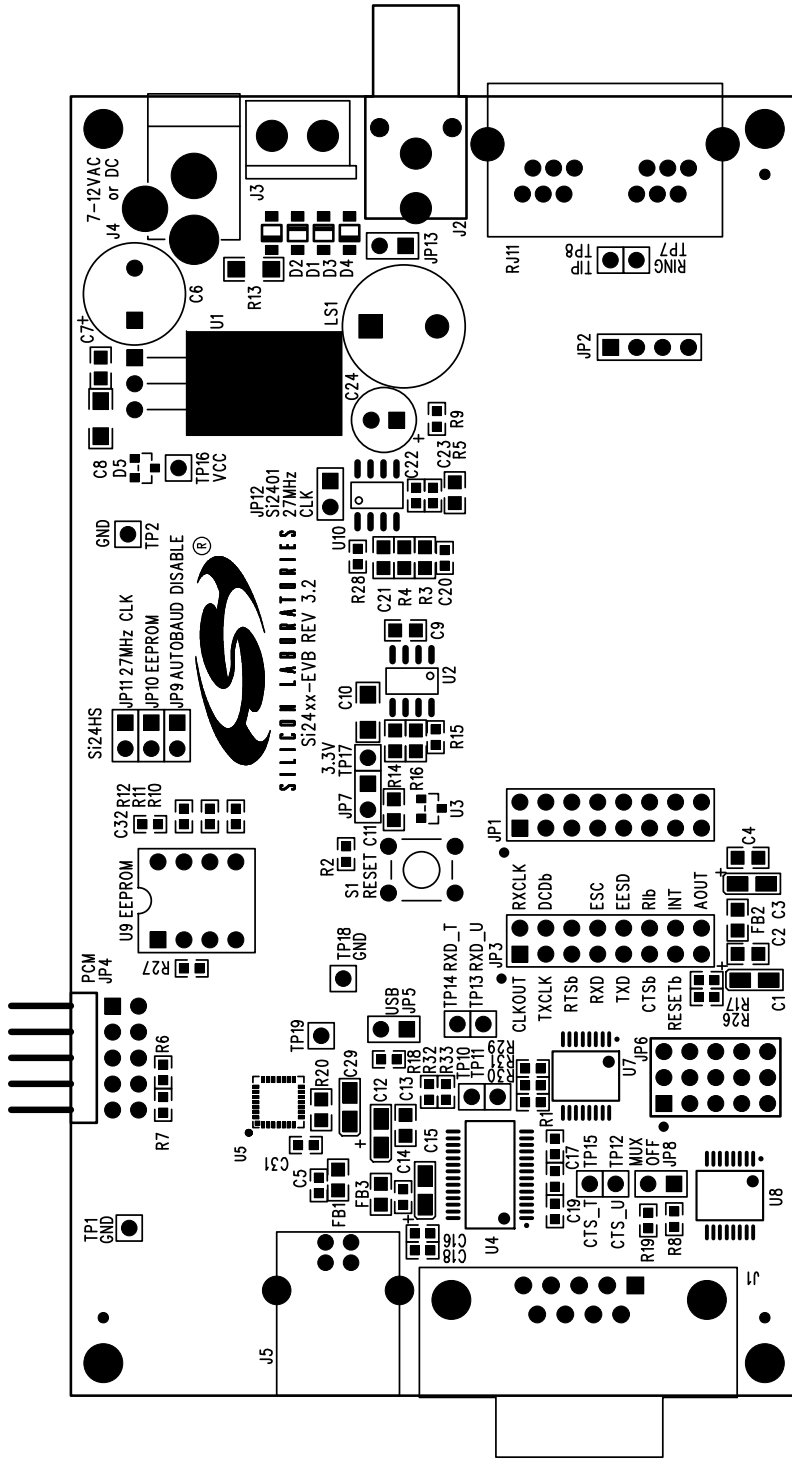 7-12VAC
or DC
J4
J3
J2
RJ11
C7+
C6
R13
D2
D1
D3
D4
JP13
TIP
TP8
RING
TP7
U1
LS1
JP2
C24
C8
D5
TP16
VCC
+
R9
JP12
Si2401
27MHz
CLK
C22
C23
R5
GND
TP2
U10
R28
C21
R4
R3
C20
®
SILICON LABORATORIES
Si24xx-EVB REV 3.2
Si24HS
JP11 27MHz CLK
JP10 EEPROM
JP9 AUTOBAUD DISABLE
C9
U2
C10
3.3V
TP17
JP7
R14
R16
R15
C11
U3
C32
R12
R11
R10
R2
S1
RESET
U9 EEPROM
R27
JP1
RXCLK
DCDb
ESC
EESD
RIb
INT
AOUT
C4
+
C3
FB2
C2
+
C1
JP3
CLKOUT
TXCLK
RTSb
RXD
TXD
CTSb
RESETb
R17
R26
TP18
GND
TP14 RXD_T
TP13 RXD_U
PCM
JP4
R6
R7
TP19
USB
JP5
R18
R32
R33
TP10
TP11
R29
R31
R30
R1
U7
JP6
U5
R20
C29
C12
C13
+
C31
C5
FB1
FB3
C14
C15
+
C16
C18
U4
C17
C19
TP15
TP12
CTS_T
CTS_U
MUX
OFF
JP8
R19
R8
U8
TP1
GND
J5
J1